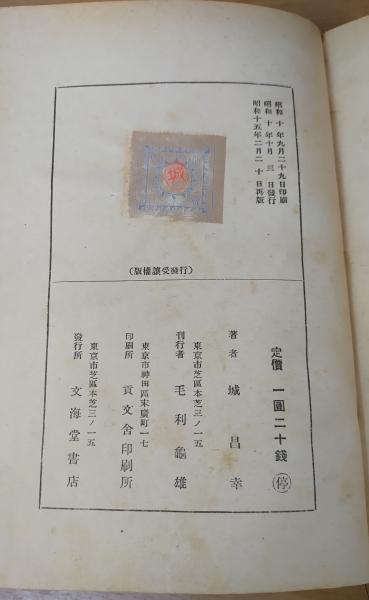 昭和十年九月二十九日印刷
昭和十年十月三日發行
昭和十五年二月二十日再版
城
(版權讓受發行)
定價 一圓二十錢 停
著者 城昌幸
東京市芝區本芝三ノ一五
刊行者 毛利龜雄
東京市神田區末廣町一七
印刷所 貢文舍印刷所
東京市芝區本芝三ノ一五
發行所 文海堂書店